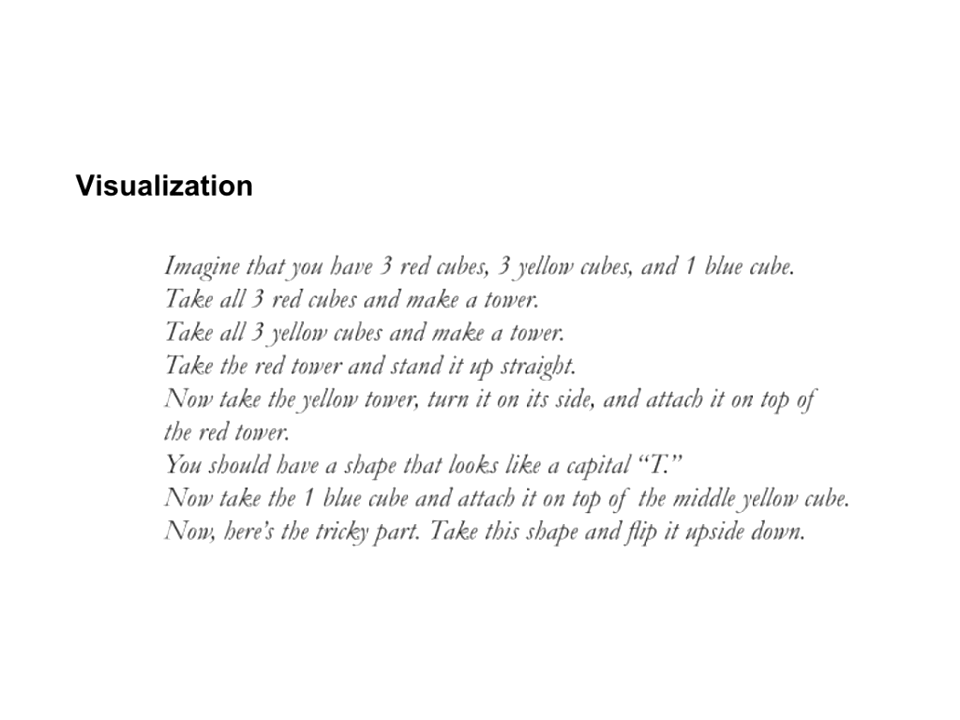 Visualization
Imagine that you have 3 red cubes, 3 yellow cubes, and 1 blue cube.
Take all 3 red cubes and make a tower.
Take all 3 yellow cubes and make a tower.
Take the red tower and stand it up straight.
Now take the yellow tower, turn it on its side, and attach it on top of
the red tower.
You should have a shape that looks like a capital “T.”
Now take the 1 blue cube and attach it on top of the middle yellow cube.
Now, here’s the tricky part. Take this shape and flip it upside down.